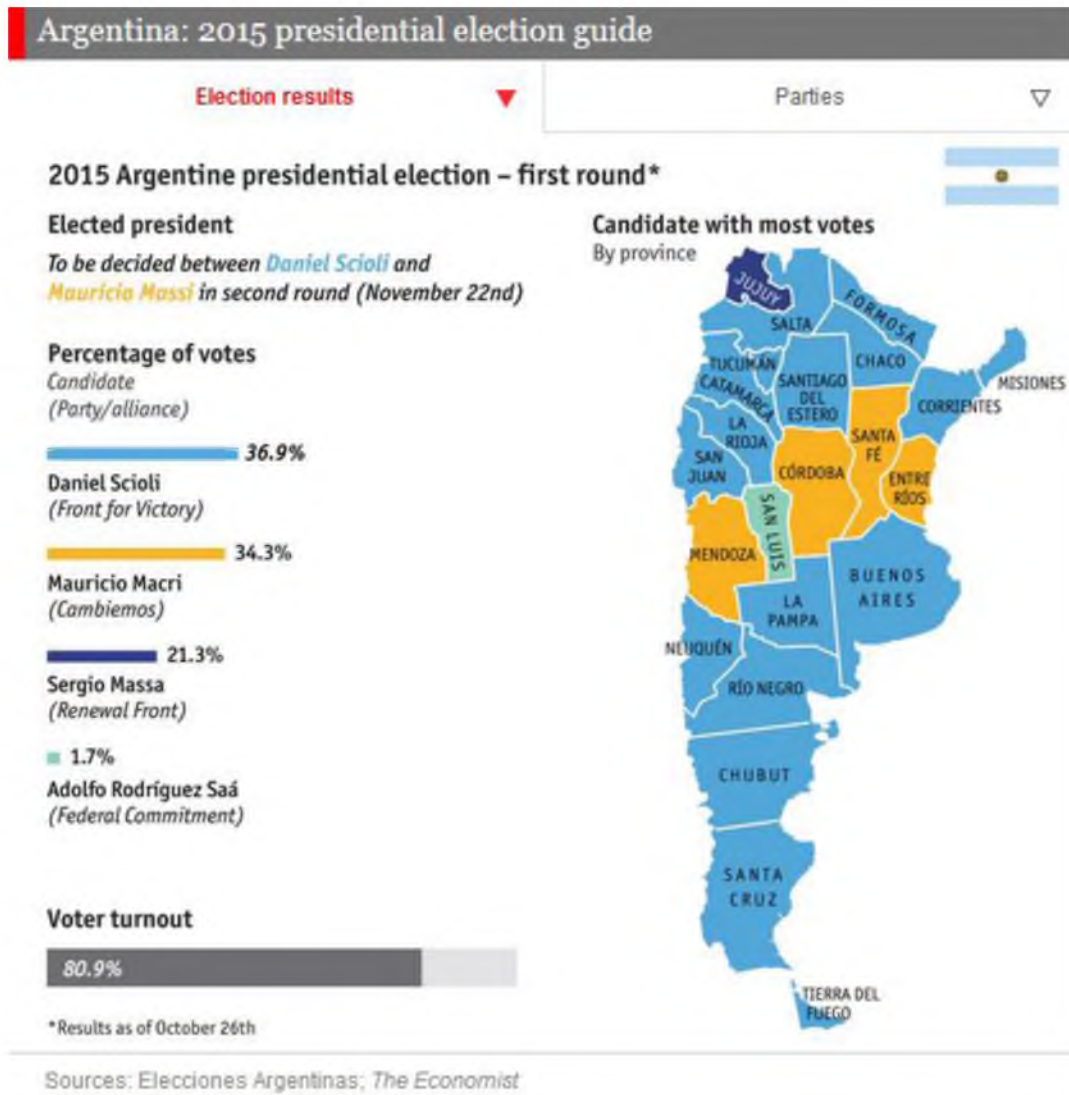 Argentina: 2015 presidential election guide
Election results
Parties
2015 Argentine presidential election – first round*
Elected president
To be decided between Daniel Scioli and
Mauricio Massi in second round (November 22nd)
Percentage of votes
Candidate
(Party/alliance)
36.9%
Daniel Scioli
(Front for Victory)
34.3%
Mauricio Macri
(Cambiemos)
21.3%
Sergio Massa
(Renewal Front)
1.7%
Adolfo Rodríguez Saá
(Federal Commitment)
Voter turnout
80.9%
*Results as of October 26th
Candidate with most votes
By province
JUJUY
SALTA
FORMOSA
TUCUMÁN
CHACO
CATAMARCA
SANTIAGO
DEL
ESTERO
MISIONES
CORRIENTES
LA
RIOJA
SANTA
FÉ
SAN
JUAN
CÓRDOBA
ENTRE
RÍOS
SAN LUIS
MENDOZA
BUENOS
AIRES
LA
PAMPA
NEUQUÉN
RÍO NEGRO
CHUBUT
SANTA
CRUZ
TIERRA DEL
FUEGO
Sources: Elecciones Argentinas; The Economist